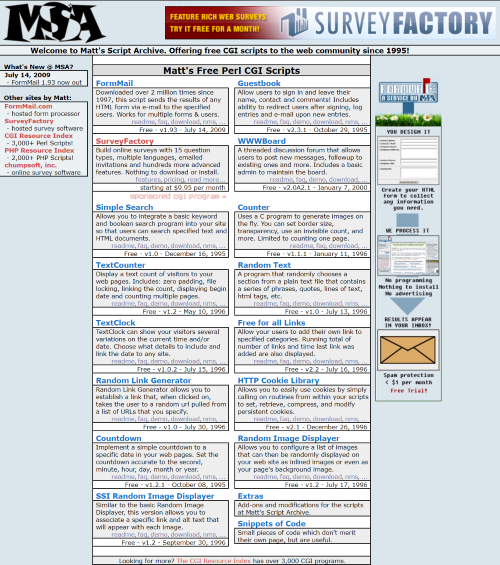 MSA
FEATURE RICH WEB SURVEYS
TRY IT FREE FOR A MONTH!
SURVEYFACTORY
Welcome to Matt's Script Archive. Offering free CGI scripts to the web community since 1995!
What's New @ MSA?
July 14, 2009
- FormMail 1.93 now out
Other sites by Matt:
FormMail.com
- hosted form processor
SurveyFactory
- hosted survey software
CGI Resource Index
- 3,000+ Perl Scripts!
PHP Resource Index
- 2,000+ PHP Scripts!
chumpsoft, inc.
- online survey software
Matt's Free Perl CGI Scripts
FormMail
Downloaded over 2 million times since
1997, this script sends the results of any
HTML form via e-mail to the specified
users. Works for multiple forms & users.
readme, faq, demo, download, nms, ...
Free - v1.93 - July 14, 2009
Guestbook
Allow users to sign in and leave their
name, contact and comments! Includes
ability to redirect users after signing, log
entries and e-mail upon new entries.
readme, faq, demo, download, nms, ...
Free - v2.3.1 - October 29, 1995
SurveyFactory
Build online surveys with 15 question
types, multiple languages, emailed
invitations and hundreds more advanced
features. Nothing to download or install.
features, pricing, read more...
starting at $9.95 per month
sponsored cgi program
WWWBoard
A threaded discussion forum that allows
users to post new messages, followup to
existing ones and more. Includes a basic
admin to maintain the board.
readme, faq, download, ...
Free - v2.0A2.1 - January 7, 2000
Simple Search
Allows you to integrate a basic keyword
and boolean search program into your site
so that users can search specified text and
HTML documents.
readme, faq, demo, download, nms, ...
Free - v1.0 - December 16, 1995
Counter
Uses a C program to generate images on
the fly. You can set border size,
transparency, use an invisible count, and
more. Limited to counting one page.
readme, faq, download, ...
Free - v1.1.1 - January 11, 1996
TextCounter
Display a text count of visitors to your
web pages. Includes: zero padding, file
locking, linking the count, displaying begin
date and counting multiple pages.
readme, faq, demo, download, nms, ...
Free - v1.2 - May 10, 1996
Random Text
A program that randomly chooses a
section from a plain text file that contains
a series of phrases, quotes, lines of text,
html tags, etc.
readme, faq, demo, download, nms, ...
Free - v1.0 - July 13, 1996
TextClock
TextClock can show your visitors several
variations on the current time and/or
date. Choose what details to include and
link the date to any site.
readme, faq, demo, download, nms, ...
Free - v1.0.2 - July 15, 1996
Free for all Links
Allow your users to add their own link to
specified categories. Running total of
number of links and time last link was
added are also displayed.
readme, faq, demo, download, nms, ...
Free - v2.2 - July 16, 1996
Random Link Generator
Random Link Generator allows you to
establish a link that, when clicked on,
takes the user to a random url pulled from
a list of URLs that you specify.
readme, faq, demo, download, nms, ...
Free - v1.0 - July 30, 1996
HTTP Cookie Library
Allows you to easily use cookies by simply
calling on routines from within your scripts
to set, retrieve, compress, and modify
persistent cookies.
readme, faq, demo, download, ...
Free - v2.1 - December 26, 1996
Countdown
Implement a simple countdown to a
specific date in your web pages. Set the
countdown accurate to the second,
minute, hour, day, month or year.
readme, faq, demo, download, nms, ...
Free - v1.2.1 - October 08, 1995
Random Image Displayer
Allows you to configure a list of images
that can then be randomly displayed on
your web site as inlined images or even as
your page's background image.
readme, faq, demo, download, nms, ...
Free - v1.2 - July 17, 1996
SSI Random Image Displayer
Similar to the basic Random Image
Displayer, this version allows you to
associate a specific link and alt text that
will appear with each image.
readme, faq, demo, download, nms, ...
Free - v1.2 - September 30, 1996
Extras
Add-ons and modifications for the scripts
at Matt's Script Archive.
Snippets of Code
Small pieces of code which don't merit
their own page, but are useful.
Looking for more? The CGI Resource Index has over 3,000 CGI programs.
A SERVICE OUT
YOU DESIGN IT
Create your HTML
Form to collect
any information
you need.
WE PROCESS IT
No programming
Nothing to install
No advertising
RESULTS APPEAR
IN YOUR INBOX!
Spam protection
< $1 per month
Free Trial!